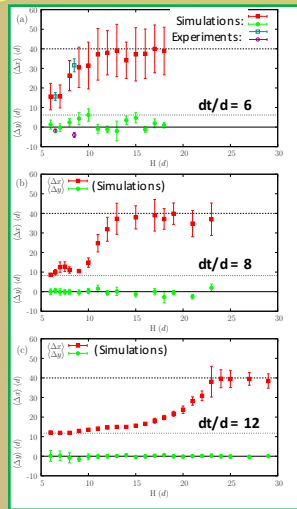 (a)
Simulations:
Experiments:
60
50
40
30
20
10
0
-10
⟨Δx⟩ (d)
⟨Δy⟩ (d)
dt/d = 6
5 10 15 20 25 30
H (d)
(b)
⟨Δx⟩
⟨Δy⟩ (Simulations)
60
50
40
30
20
10
0
-10
⟨Δx⟩ (d)
⟨Δy⟩ (d)
dt/d = 8
5 10 15 20 25 30
H (d)
(c)
⟨Δx⟩
⟨Δy⟩ (Simulations)
60
50
40
30
20
10
0
-10
⟨Δx⟩ (d)
⟨Δy⟩ (d)
dt/d = 12
5 10 15 20 25 30
H (d)